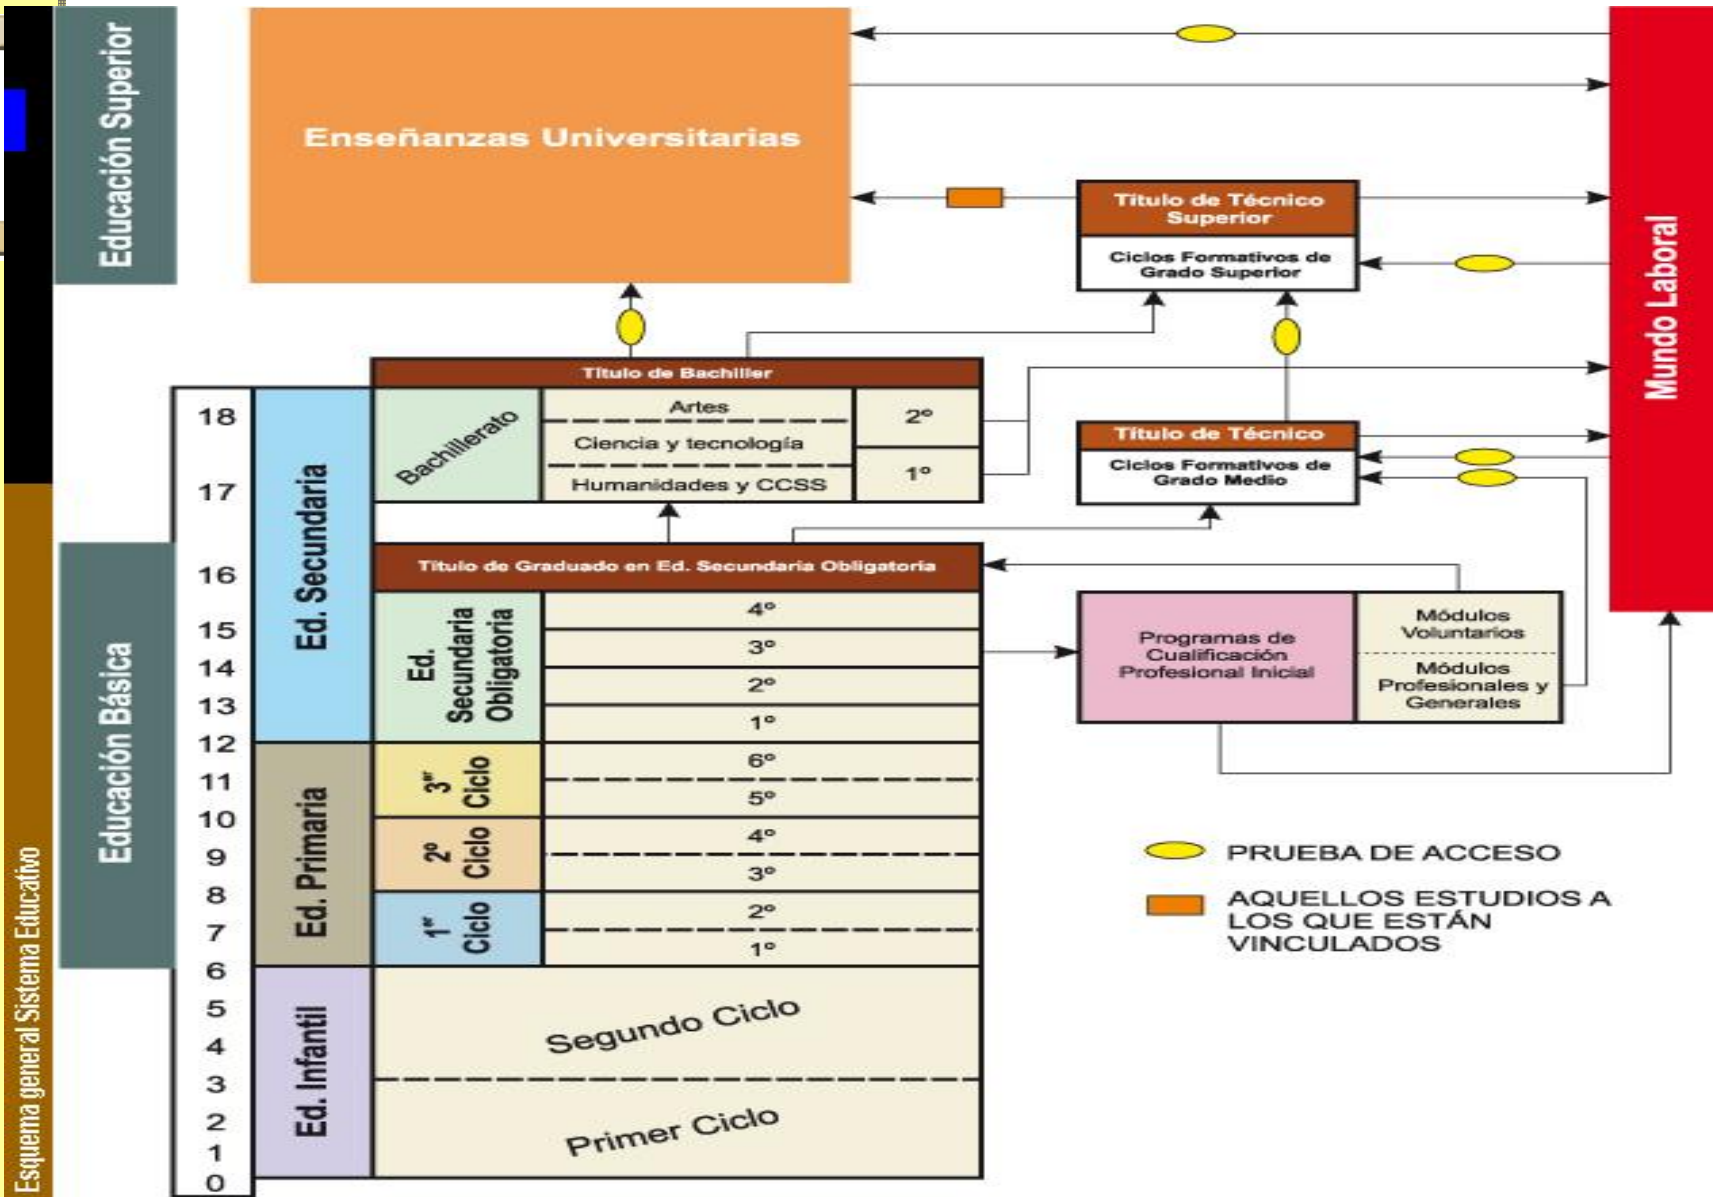 Esquema general Sistema Educativo
Educación Superior
Educación Básica
Enseñanzas Universitarias
Título de Técnico
Superior
Ciclos Formativos de
Grado Superior
Mundo Laboral
Título de Bachiller
Bachillerato
Artes
Ciencia y tecnología
Humanidades y CCSS
2º
1º
Título de Técnico
Ciclos Formativos de
Grado Medio
18
17
16
15
14
13
12
11
10
9
8
7
6
5
4
3
2
1
0
Ed. Secundaria
Ed. Primaria
Ed. Infantil
Título de Graduado en Ed. Secundaria Obligatoria
Ed.
Secundaria
Obligatoria
4º
3º
2º
1º
3er
Ciclo
6º
5º
2º
Ciclo
4º
3º
1er
Ciclo
2º
1º
Segundo Ciclo
Primer Ciclo
Programas de
Cualificación
Profesional Inicial
Módulos
Voluntarios
Módulos
Profesionales y
Generales
PRUEBA DE ACCESO
AQUELLOS ESTUDIOS A
LOS QUE ESTÁN
VINCULADOS